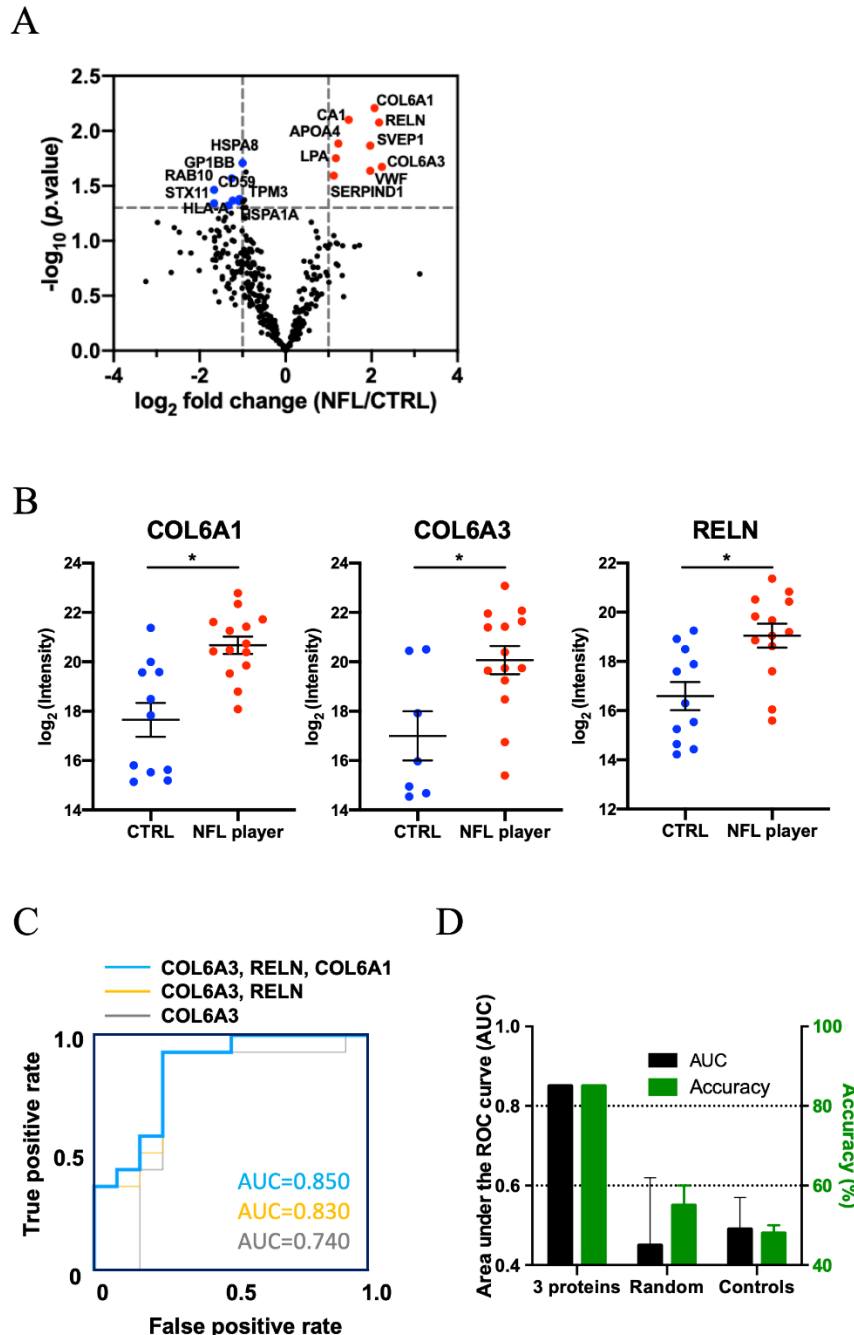 A
2.5
2.0
1.5
1.0
0.5
0.0
-log10 (p.value)
COL6A1
CA1
RELN
APOA4
SVEP1
HSPA8
LPA
COL6A3
GP1BB
VWF
RAB10
CD59
SERPIND1
STX11
TPM3
HLA-A
HSPA1A
-4 -2 0 2 4
log2 fold change (NFL/CTRL)
B
COL6A1
*
24
22
20
18
16
14
log2 (Intensity)
CTRL NFL player
COL6A3
*
24
22
20
18
16
14
log2 (Intensity)
CTRL NFL player
RELN
*
24
22
20
18
16
14
12
log2 (Intensity)
CTRL NFL player
C
COL6A3, RELN, COL6A1
COL6A3, RELN
COL6A3
1.0
0.5
0
True positive rate
AUC=0.850
AUC=0.830
AUC=0.740
0 0.5 1.0
False positive rate
D
Area under the ROC curve (AUC)
1.0
0.8
0.6
0.4
AUC
Accuracy
100
80
60
40
Accuracy (%)
3 proteins Random Controls